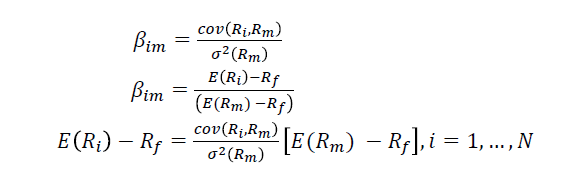 β_im = cov(R_i,R_m) / σ²(R_m)
β_im = E(R_i)−R_f / (E(R_m) −R_f)
E(R_i) − R_f = cov(R_i,R_m) / σ²(R_m) [E(R_m) − R_f], i = 1, … , N